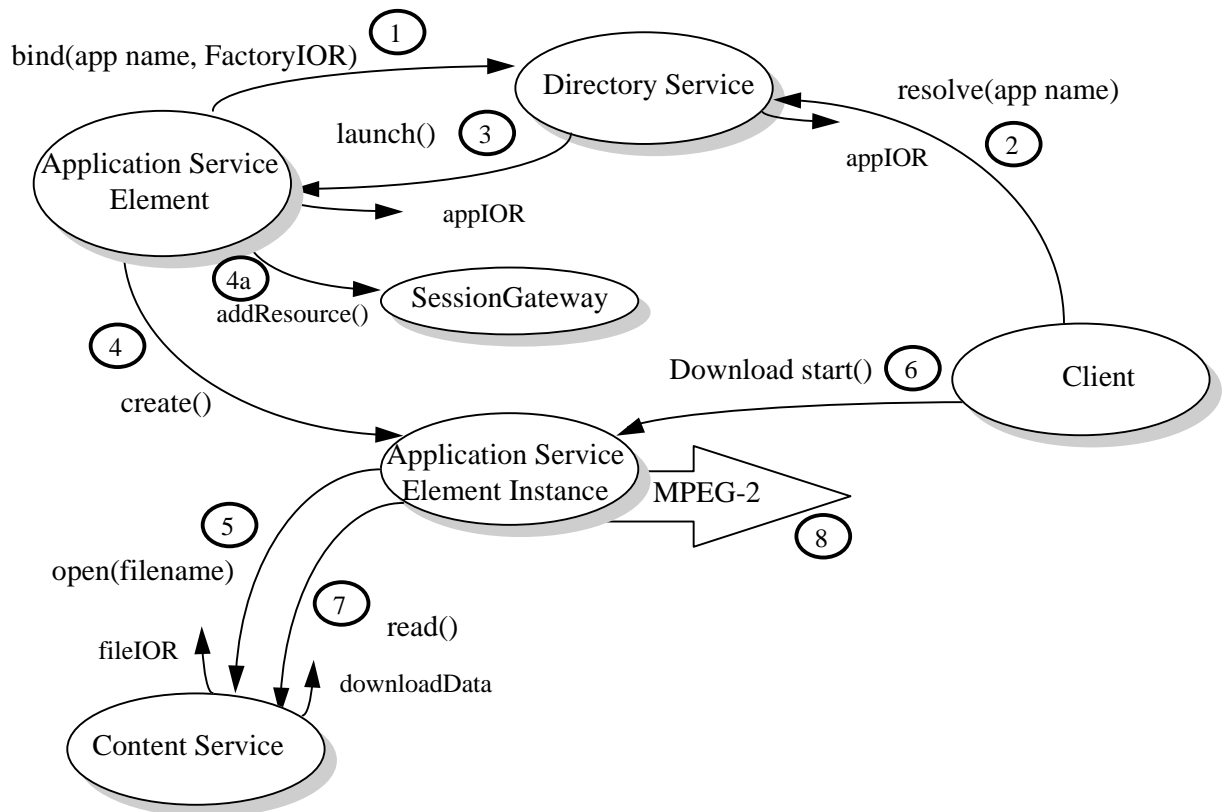 1
bind(app name, FactoryIOR)
Directory Service
resolve(app name)
launch()
3
2
appIOR
Application Service
Element
appIOR
4a
addResource()
SessionGateway
4
create()
Download start()
6
Client
Application Service
Element Instance
MPEG-2
8
5
open(filename)
7
read()
fileIOR
downloadData
Content Service